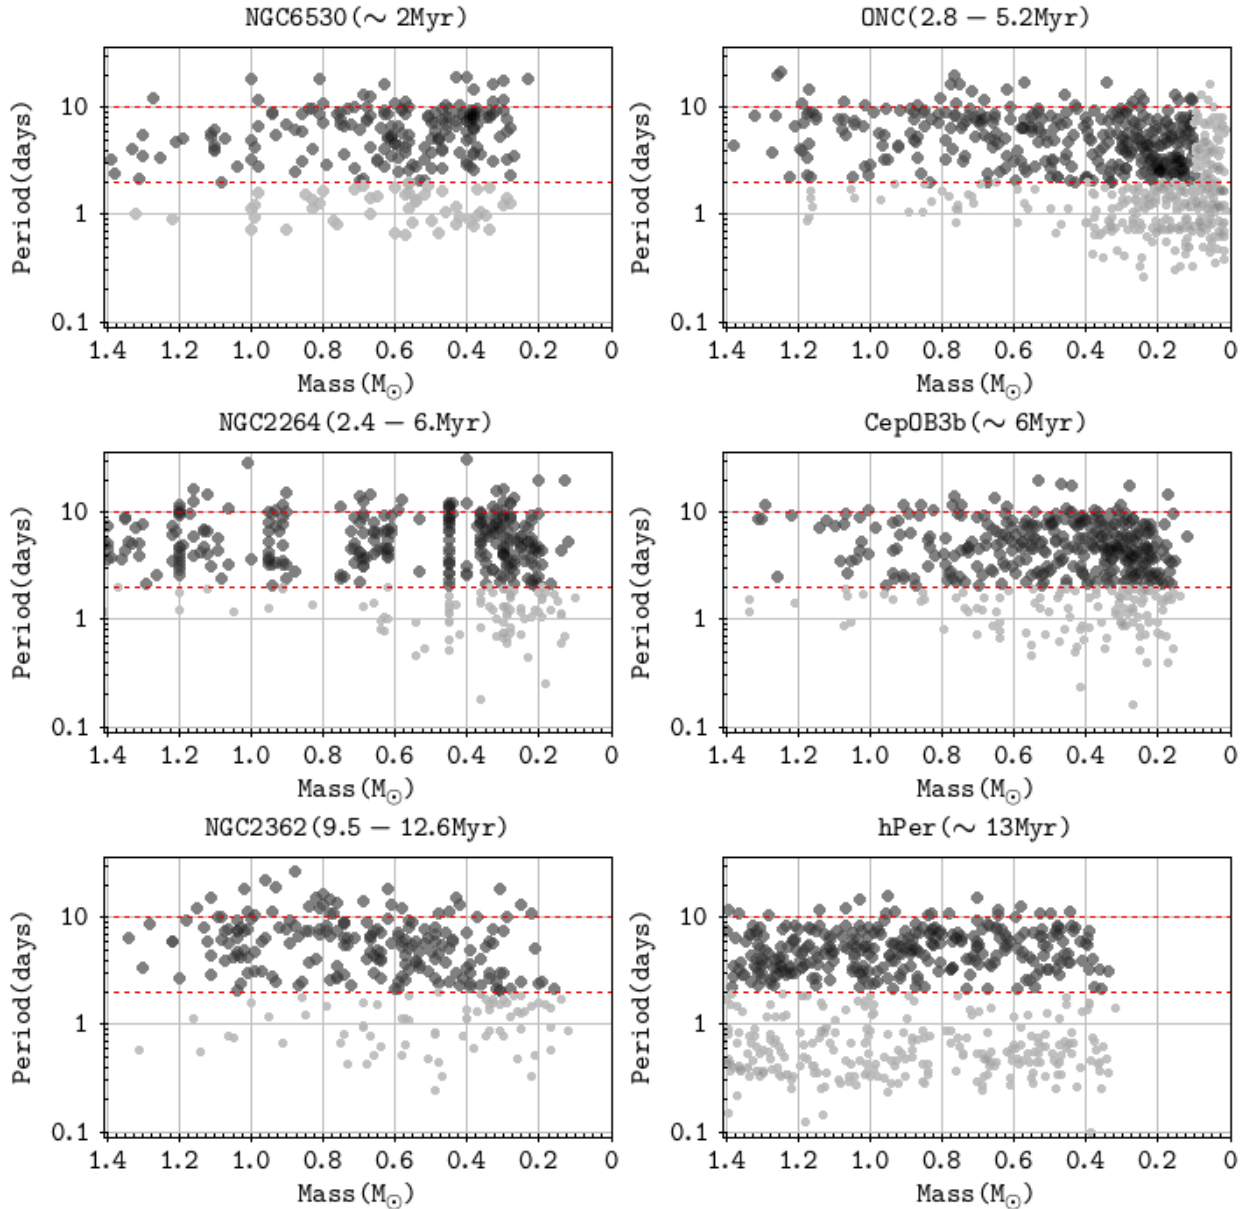 NGC6530(∼ 2Myr)
ONC(2.8 − 5.2Myr)
Period(days)
10
1
0.1
1.4 1.2 1.0 0.8 0.6 0.4 0.2 0
Mass(M⊙)
Period(days)
10
1
0.1
1.4 1.2 1.0 0.8 0.6 0.4 0.2
Mass(M⊙)
NGC2264(2.4 − 6.Myr)
CepOB3b(∼ 6Myr)
Period(days)
10
1
0.1
1.4 1.2 1.0 0.8 0.6 0.4 0.2 0
Mass(M⊙)
Period(days)
10
1
0.1
1.4 1.2 1.0 0.8 0.6 0.4 0.2
Mass(M⊙)
NGC2362(9.5 − 12.6Myr)
hPer(∼ 13Myr)
Period(days)
10
1
0.1
1.4 1.2 1.0 0.8 0.6 0.4 0.2 0
Mass(M⊙)
Period(days)
10
1
0.1
1.4 1.2 1.0 0.8 0.6 0.4 0.2
Mass(M⊙)